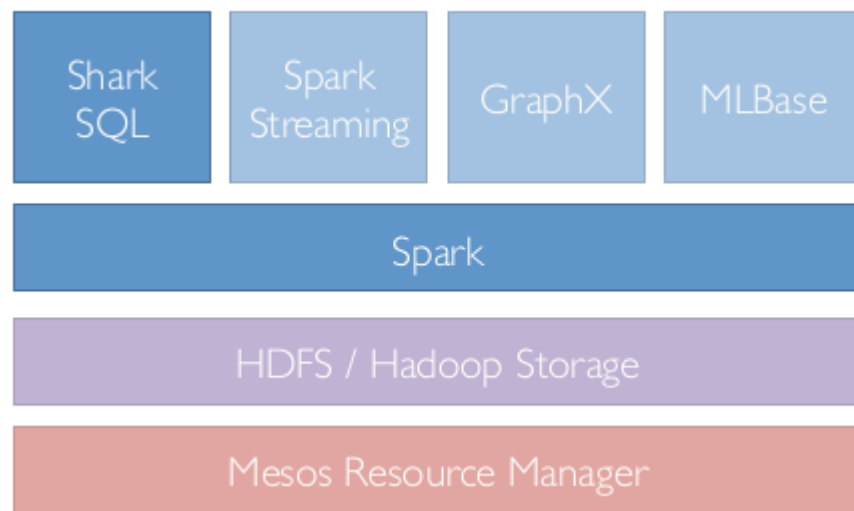 Shark
SQL
Spark
Streaming
GraphX
MLBase
Spark
HDFS / Hadoop Storage
Mesos Resource Manager